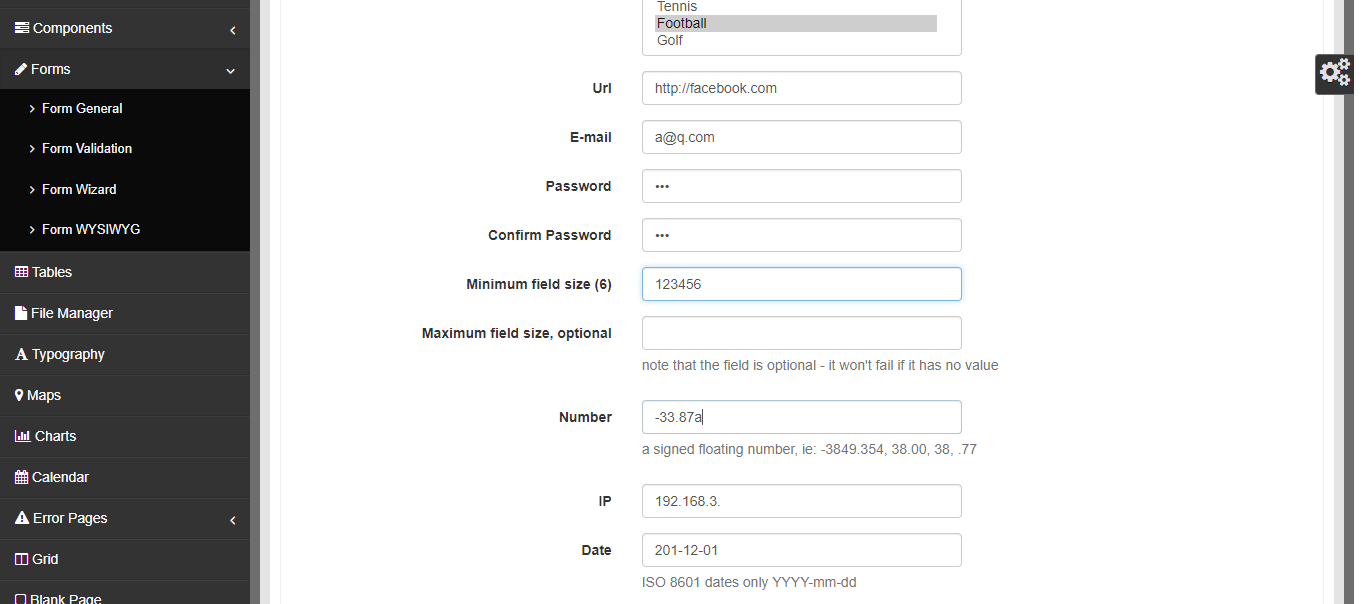 Components
Forms
Form General
Form Validation
Form Wizard
Form WYSIWYG
Tables
File Manager
Typography
Maps
Charts
Calendar
Error Pages
Grid
Blank Page
Tennis
Football
Golf
Url http://facebook.com
E-mail a@q.com
Password •••
Confirm Password •••
Minimum field size (6) 123456
Maximum field size, optional
note that the field is optional - it won't fail if it has no value
Number -33.87a
a signed floating number, ie: -3849.354, 38.00, 38, .77
IP 192.168.3.
Date 201-12-01
ISO 8601 dates only YYYY-mm-dd